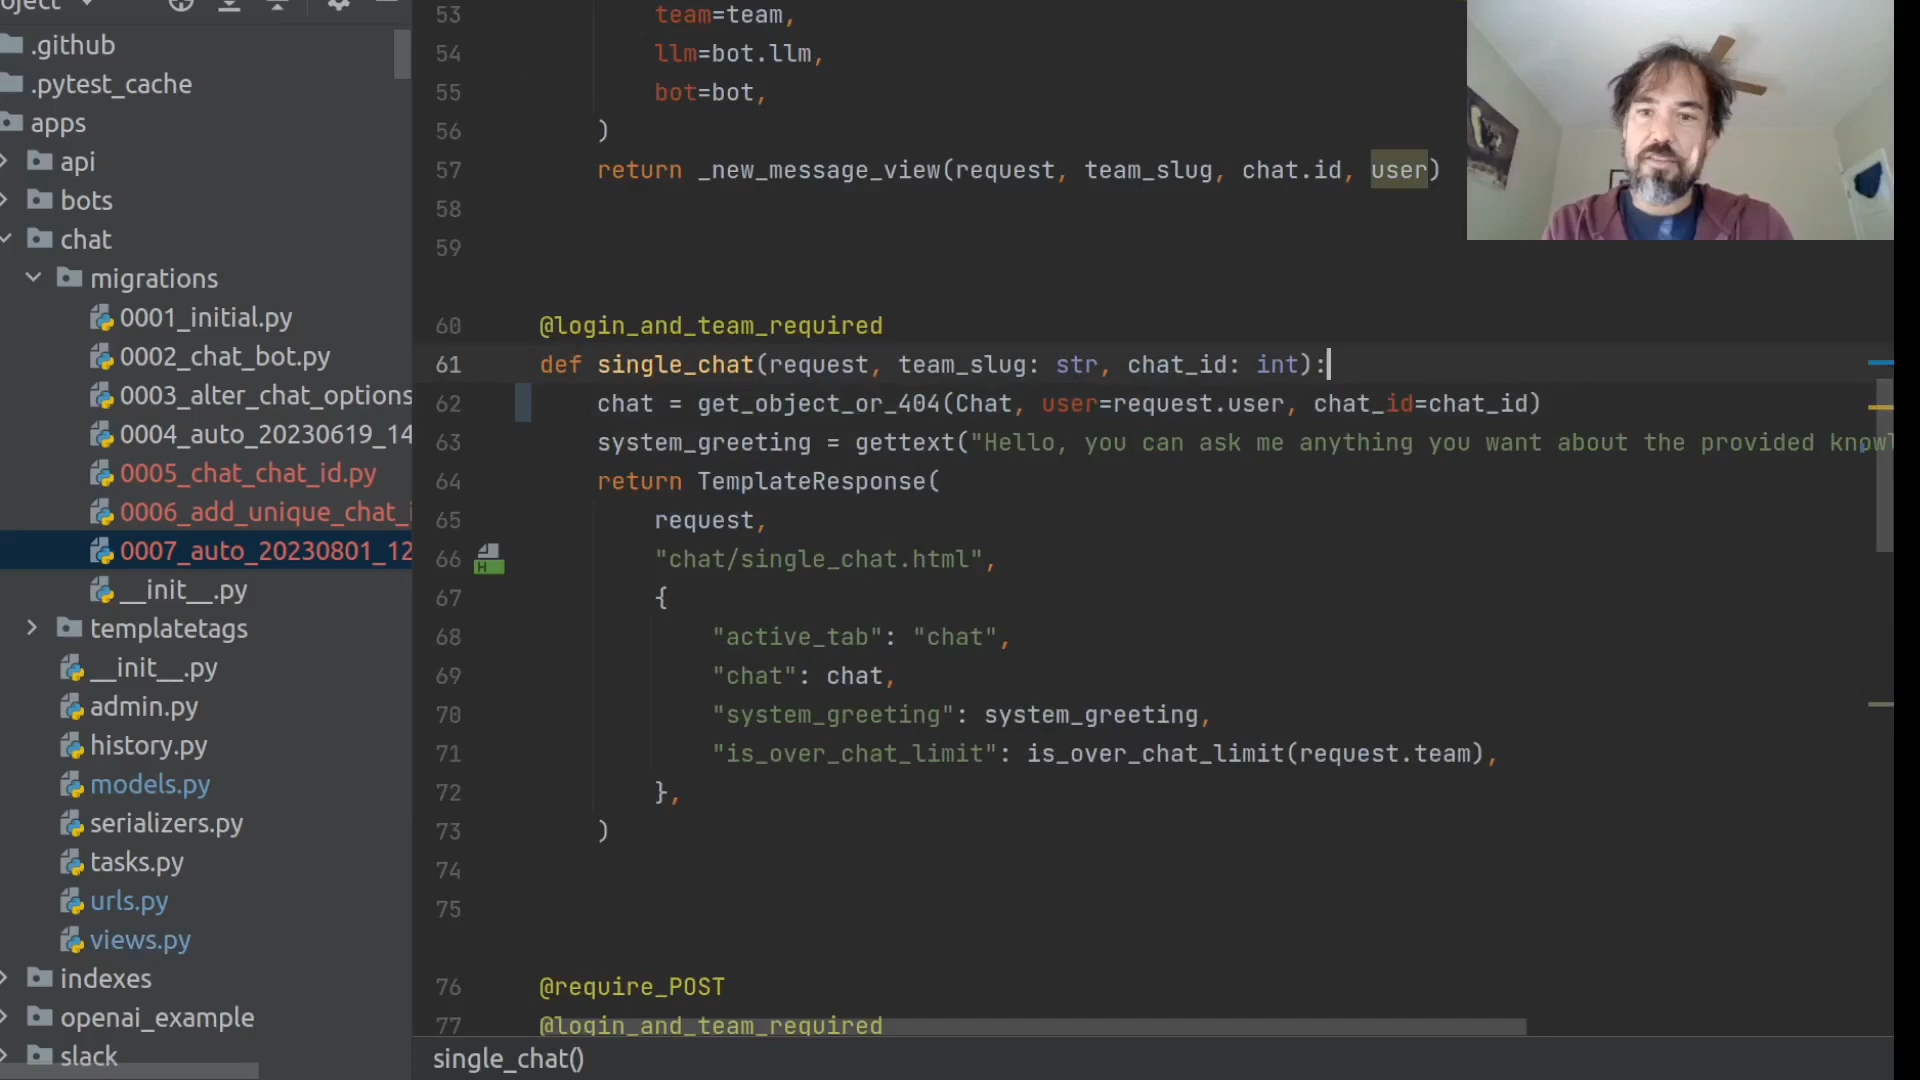 oject
.github
.pytest_cache
apps
api
bots
chat
migrations
0001_initial.py
0002_chat_bot.py
0003_alter_chat_options
0004_auto_20230619_14
0005_chat_chat_id.py
0006_add_unique_chat_i
0007_auto_20230801_12
__init__.py
templatetags
__init__.py
admin.py
history.py
models.py
serializers.py
tasks.py
urls.py
views.py
indexes
openai_example
slack
53 team=team,
54 llm=bot.llm,
55 bot=bot,
56 )
57 return _new_message_view(request, team_slug, chat.id, user)
58
59
60 @login_and_team_required
61 def single_chat(request, team_slug: str, chat_id: int):
62 chat = get_object_or_404(Chat, user=request.user, chat_id=chat_id)
63 system_greeting = gettext("Hello, you can ask me anything you want about the provided knowl
64 return TemplateResponse(
65 request,
66 "chat/single_chat.html",
67 {
68 "active_tab": "chat",
69 "chat": chat,
70 "system_greeting": system_greeting,
71 "is_over_chat_limit": is_over_chat_limit(request.team),
72 },
73 )
74
75
76 @require_POST
77 @login_and_team_required
single_chat()